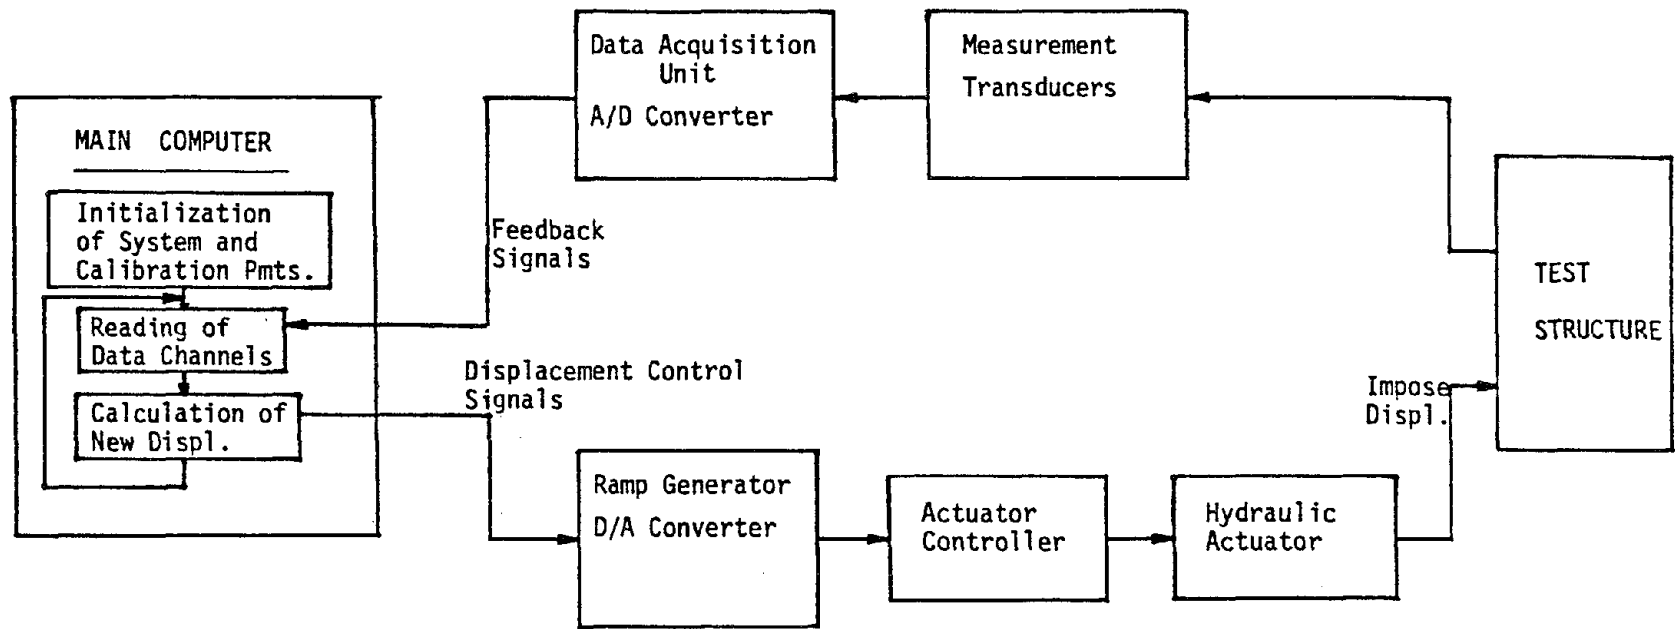 MAIN COMPUTER
Initialization
of System and
Calibration Pmts.
Reading of
Data Channels
Calculation of
New Displ.
Feedback
Signals
Displacement Control
Signals
Data Acquisition
Unit
A/D Converter
Measurement
Transducers
TEST
STRUCTURE
Impose
Displ.
Ramp Generator
D/A Converter
Actuator
Controller
Hydraulic
Actuator